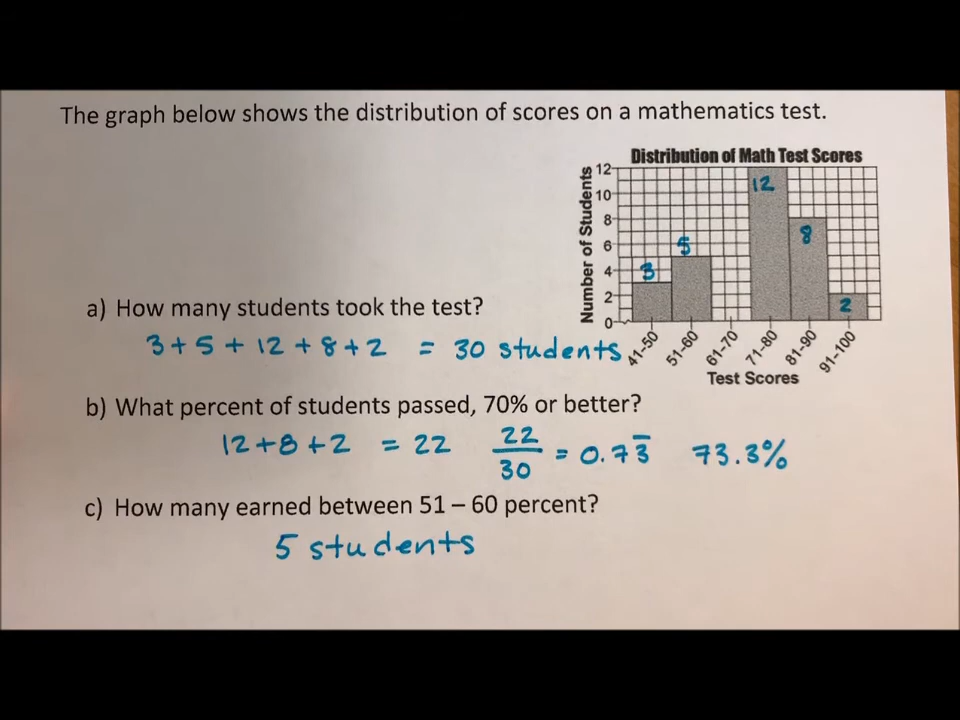 The graph below shows the distribution of scores on a mathematics test.
Distribution of Math Test Scores
Number of Students
12
10
8
6
4
2
0
3
5
12
8
2
41-50
51-60
61-70
71-80
81-90
91-100
Test Scores
a) How many students took the test?
3 + 5 + 12 + 8 + 2 = 30 students
b) What percent of students passed, 70% or better?
12 + 8 + 2 = 22 22/30 = 0.73̅ 73.3%
c) How many earned between 51 – 60 percent?
5 students